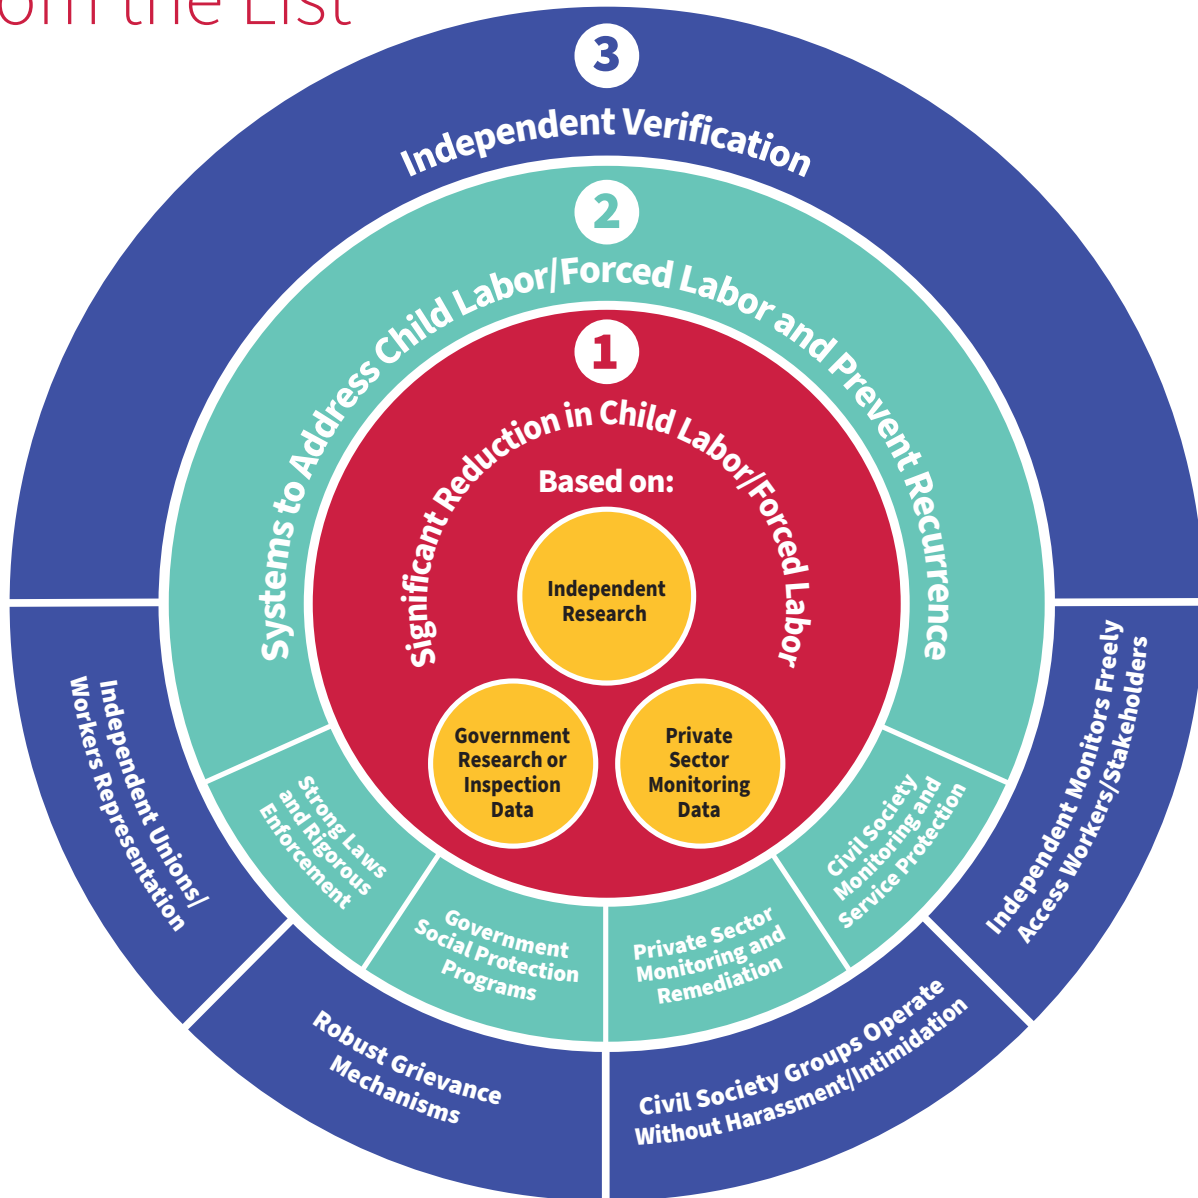 om the List
3
Independent Verification
2
Systems to Address Child Labor/Forced Labor and Prevent Recurrence
1
Significant Reduction in Child Labor/Forced Labor
Based on:
Independent
Research
Government
Research or
Inspection
Data
Private
Sector
Monitoring
Data
Strong Laws
and Rigorous
Enforcement
Government
Social Protection
Programs
Private Sector
Monitoring and
Remediation
Civil Society
Monitoring and
Service Protection
Independent Unions/
Workers Representation
Robust Grievance
Mechanisms
Civil Society Groups Operate
Without Harassment/Intimidation
Independent Monitors Freely
Access Workers/Stakeholders